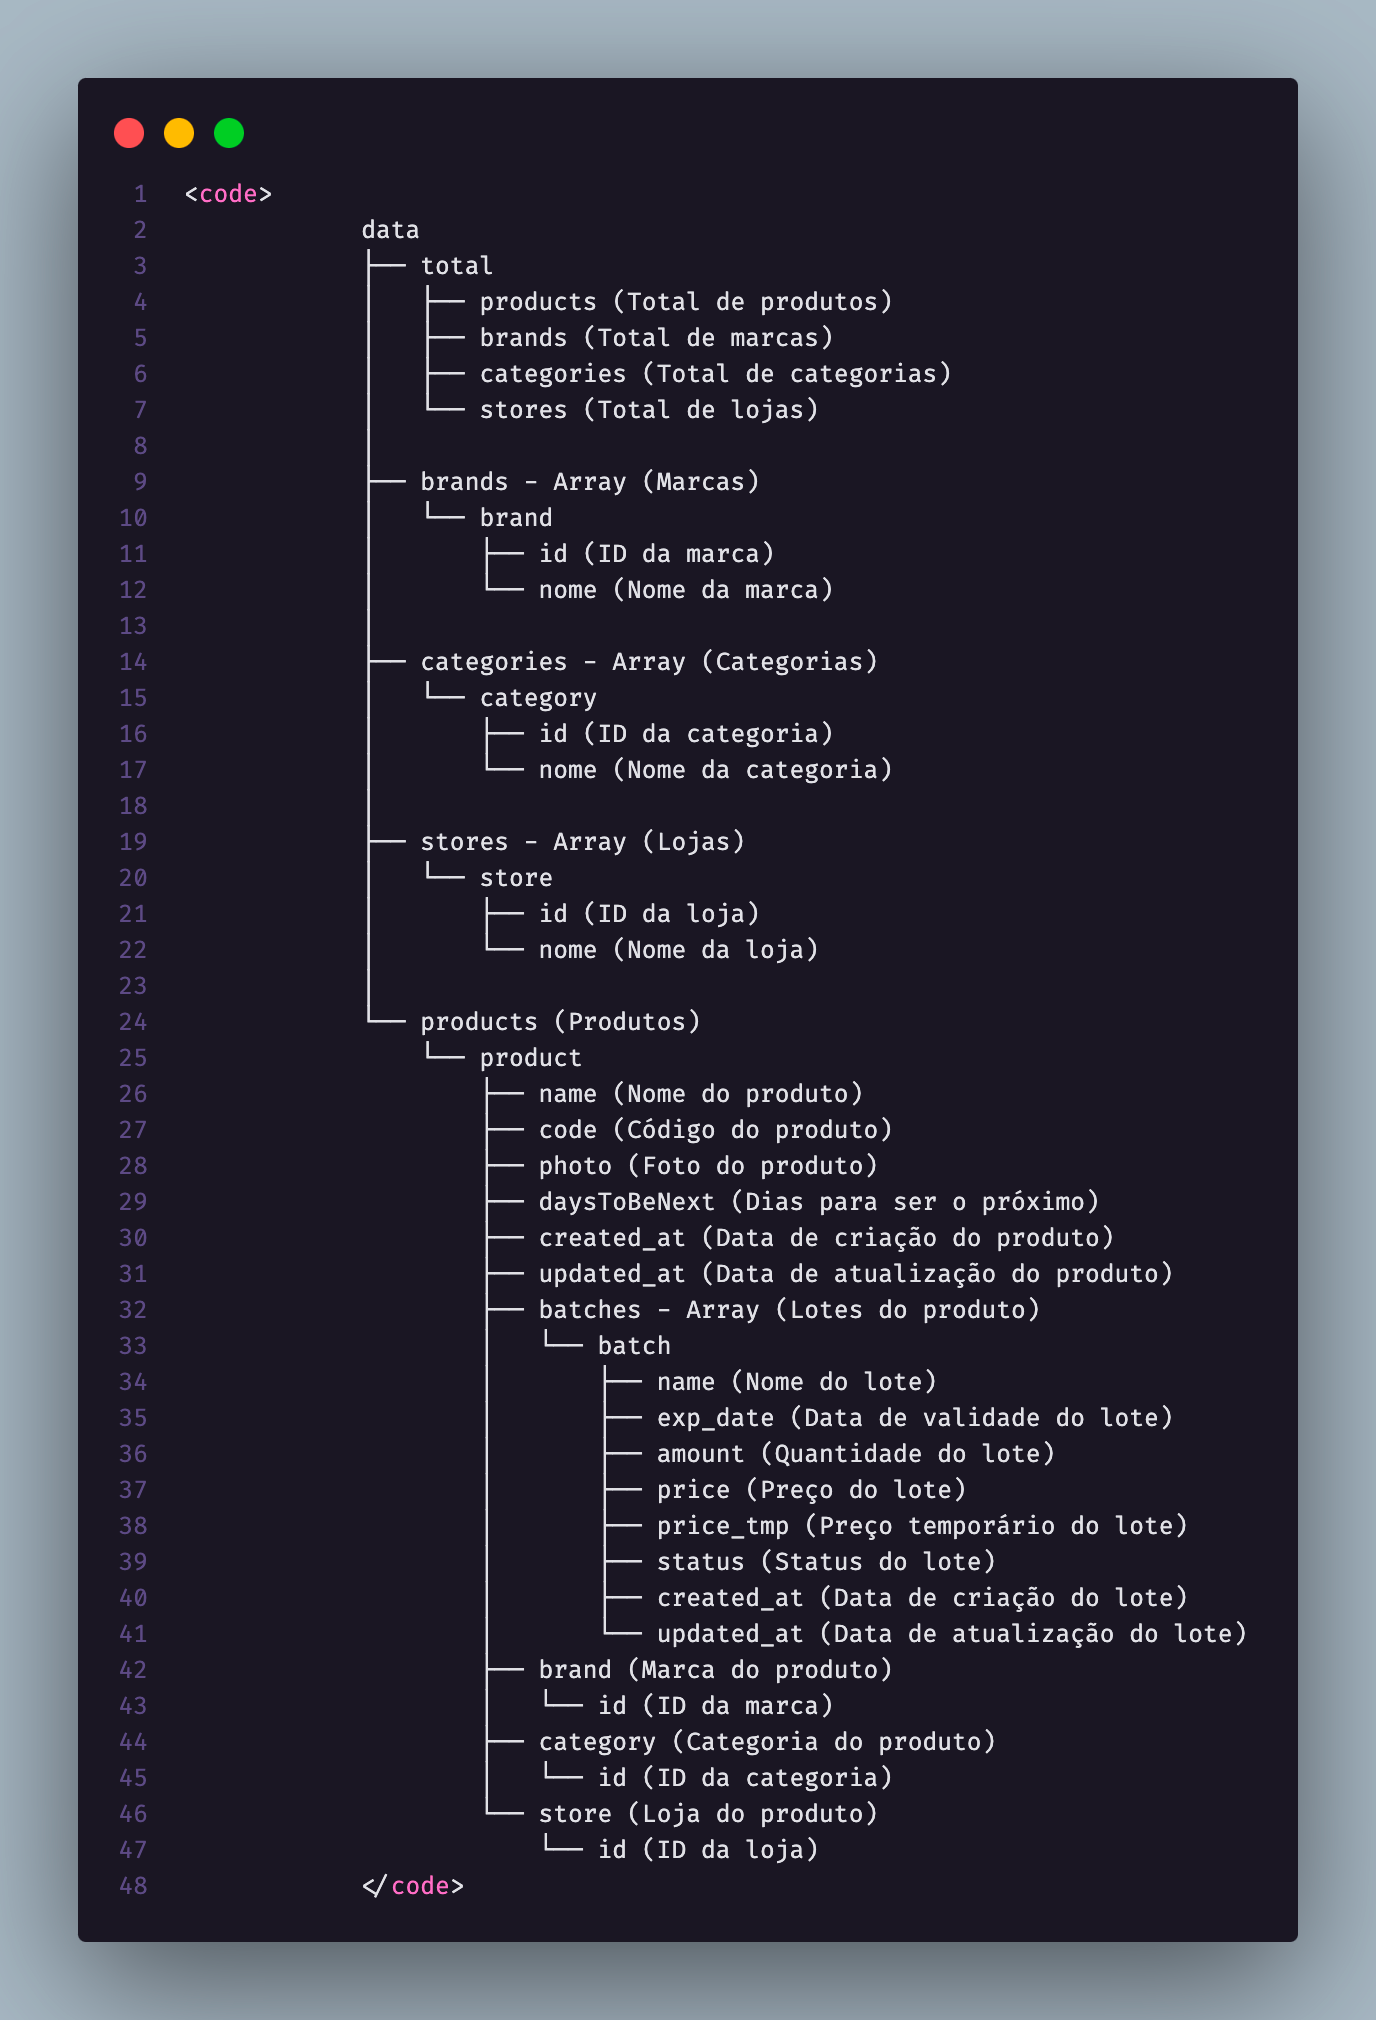 1 <code>
2 data
3 ├── total
4 │   ├── products (Total de produtos)
5 │   ├── brands (Total de marcas)
6 │   ├── categories (Total de categorias)
7 │   └── stores (Total de lojas)
8 │
9 ├── brands - Array (Marcas)
10 │   └── brand
11 │       ├── id (ID da marca)
12 │       └── nome (Nome da marca)
13 │
14 ├── categories - Array (Categorias)
15 │   └── category
16 │       ├── id (ID da categoria)
17 │       └── nome (Nome da categoria)
18 │
19 ├── stores - Array (Lojas)
20 │   └── store
21 │       ├── id (ID da loja)
22 │       └── nome (Nome da loja)
23 │
24 └── products (Produtos)
25     └── product
26         ├── name (Nome do produto)
27         ├── code (Código do produto)
28         ├── photo (Foto do produto)
29         ├── daysToBeNext (Dias para ser o próximo)
30         ├── created_at (Data de criação do produto)
31         ├── updated_at (Data de atualização do produto)
32         ├── batches - Array (Lotes do produto)
33         │   └── batch
34         │       ├── name (Nome do lote)
35         │       ├── exp_date (Data de validade do lote)
36         │       ├── amount (Quantidade do lote)
37         │       ├── price (Preço do lote)
38         │       ├── price_tmp (Preço temporário do lote)
39         │       ├── status (Status do lote)
40         │       ├── created_at (Data de criação do lote)
41         │       └── updated_at (Data de atualização do lote)
42         ├── brand (Marca do produto)
43         │   └── id (ID da marca)
44         ├── category (Categoria do produto)
45         │   └── id (ID da categoria)
46         └── store (Loja do produto)
47             └── id (ID da loja)
48 </code>